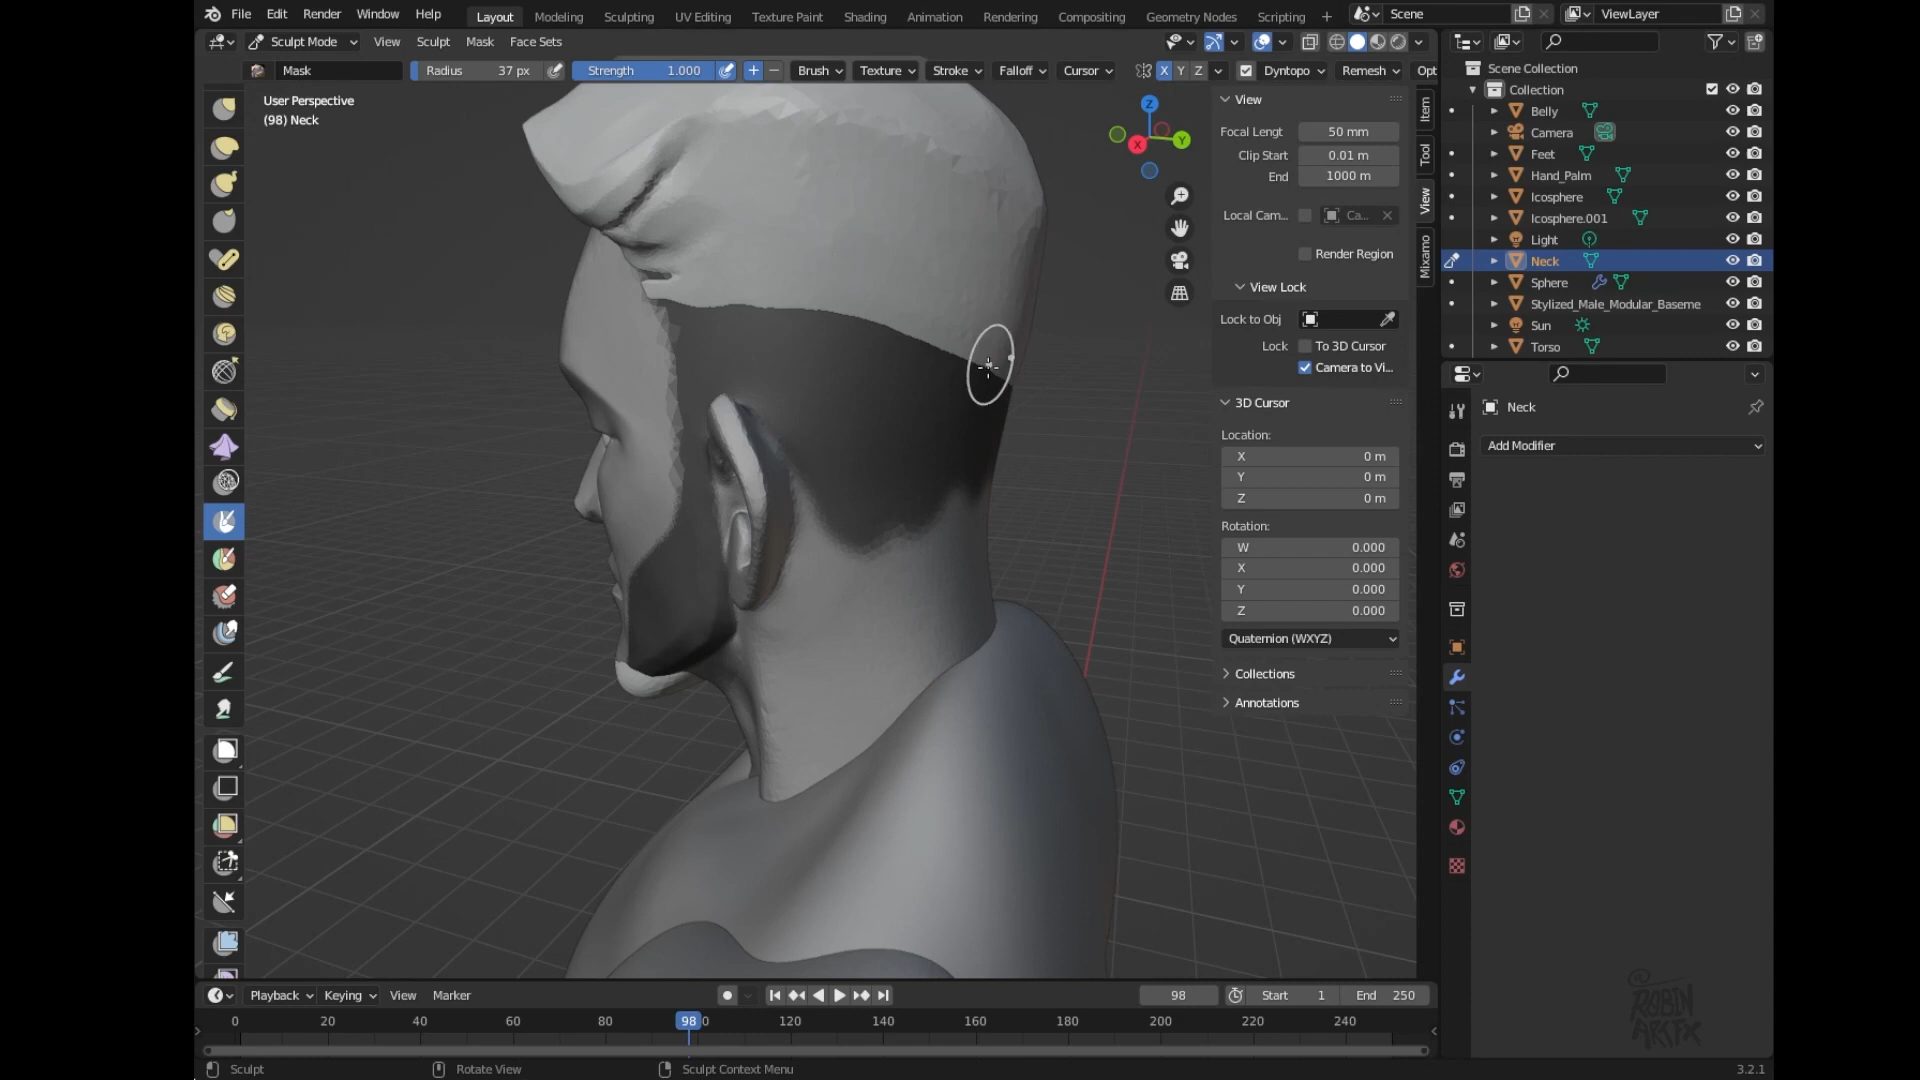 File Edit Render Window Help Layout Modeling Sculpting UV Editing Texture Paint Shading Animation Rendering Compositing Geometry Nodes Scripting + Scene ViewLayer
Sculpt Mode View Sculpt Mask Face Sets
Mask Radius 37 px Strength 1.000 + − Brush Texture Stroke Falloff Cursor X Y Z Dyntopo Remesh Opt
User Perspective
(98) Neck
Z
Y
X
View
Focal Lengt 50 mm
Clip Start 0.01 m
End 1000 m
Local Cam... Ca...
Render Region
View Lock
Lock to Obj
Lock To 3D Cursor
Camera to Vi...
3D Cursor
Location:
X 0 m
Y 0 m
Z 0 m
Rotation:
W 0.000
X 0.000
Y 0.000
Z 0.000
Quaternion (WXYZ)
Collections
Annotations
Item
Tool
View
Mixamo
Scene Collection
Collection
Belly
Camera
Feet
Hand_Palm
Icosphere
Icosphere.001
Light
Neck
Sphere
Stylized_Male_Modular_Baseme
Sun
Torso
Neck
Add Modifier
Playback Keying View Marker 98 Start 1 End 250
0 20 40 60 80 98 0 120 140 160 180 200 220 240
Sculpt Rotate View Sculpt Context Menu 3.2.1
@
ROBIN
ARTFX